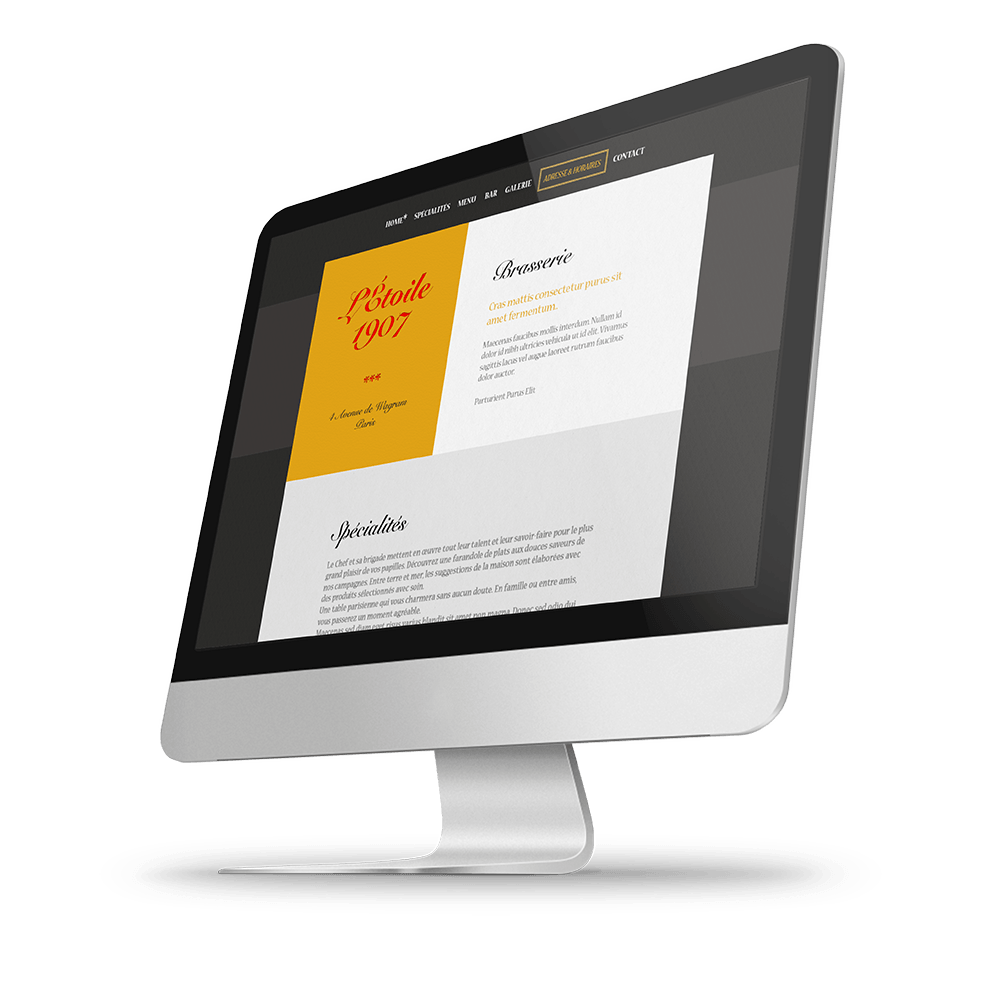 HOME* SPECIALITÉS MENU BAR GALERIE ADRESSE & HORAIRES CONTACT
L'Étoile
1907
***
4 Avenue de Wagram
Paris
Brasserie
Cras mattis consectetur purus sit
amet fermentum.
Maecenas faucibus mollis interdum. Nullam id
dolor id nibh ultricies vehicula ut id elit. Vivamus
sagittis lacus vel augue laoreet rutrum faucibus
dolor auctor.
Parturient Purus Elit
Spécialités
Le Chef et sa brigade mettent en œuvre tout leur talent et leur savoir-faire pour le plus
grand plaisir de vos papilles. Découvrez une farandole de plats aux douces saveurs de
nos campagnes. Entre terre et mer, les suggestions de la maison sont élaborées avec
des produits sélectionnés avec soin.
Une table parisienne qui vous charmera sans aucun doute. En famille ou entre amis,
vous passerez un moment agréable.
Maecenas sed diam eget risus varius blandit sit amet non magna. Donec sed odio dui